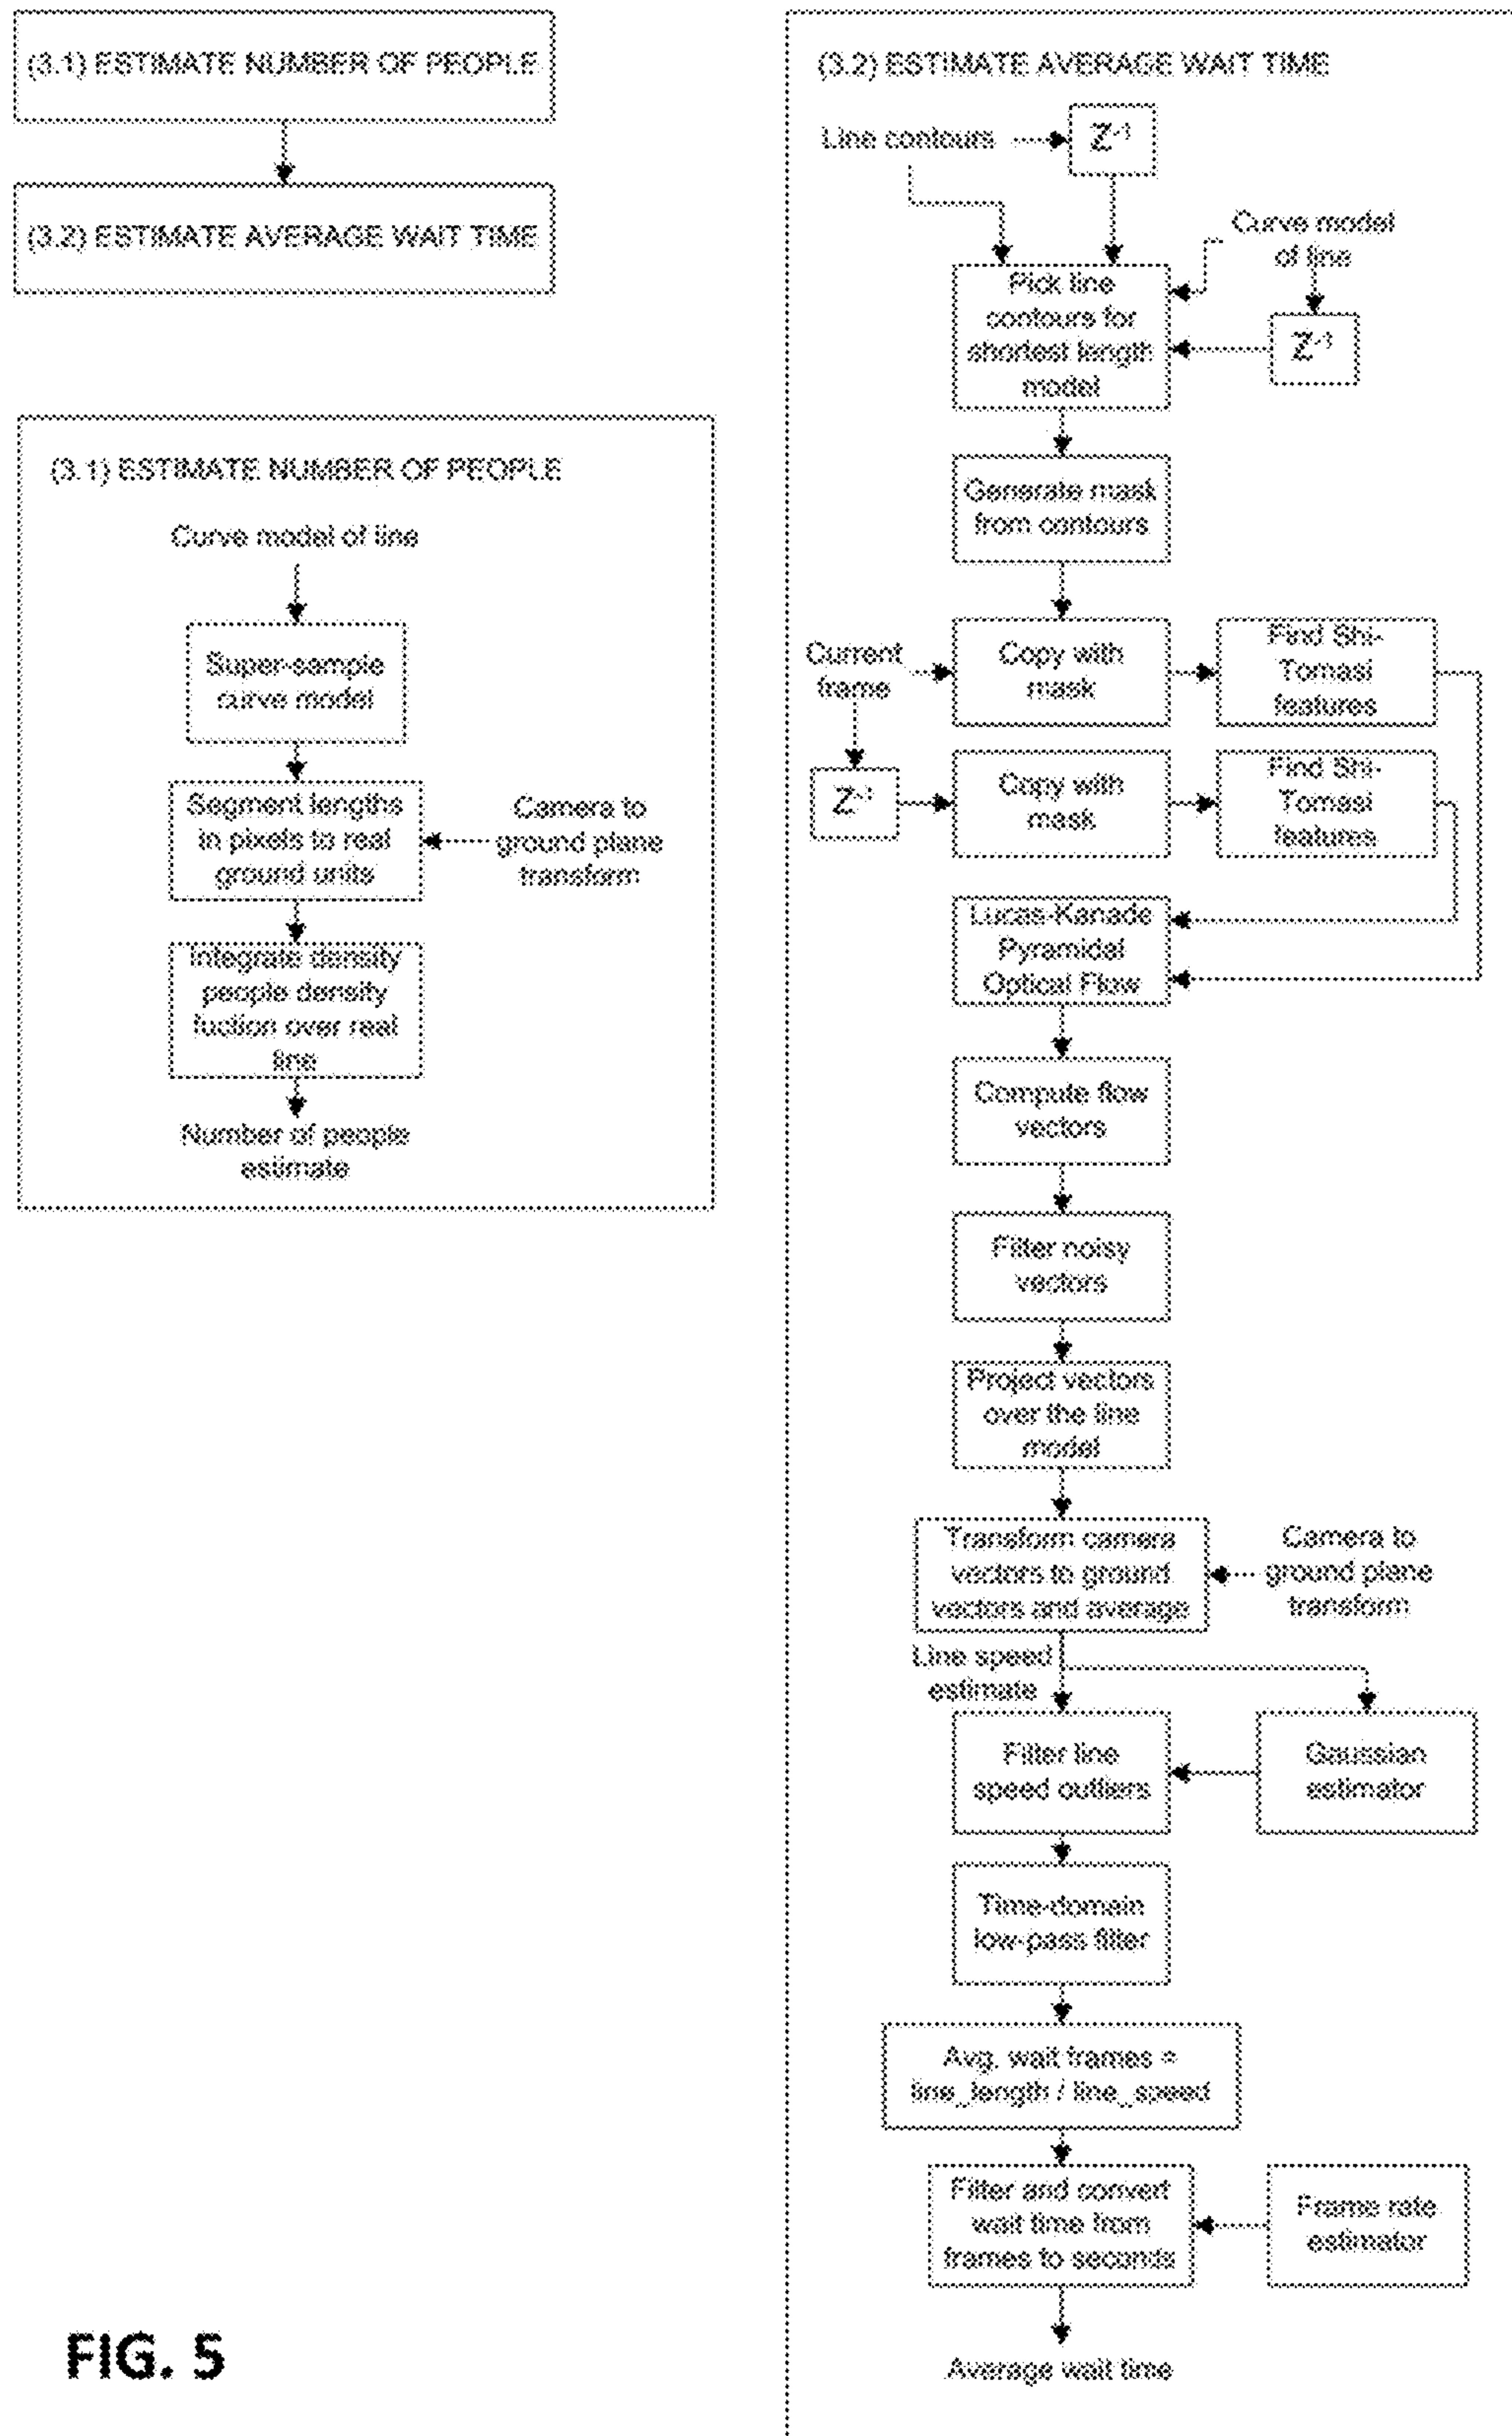 (3.1) ESTIMATE NUMBER OF PEOPLE
(3.2) ESTIMATE AVERAGE WAIT TIME
(3.1) ESTIMATE NUMBER OF PEOPLE
Curve model of line
Super-sample
curve model
Segment lengths
in pixels to real
ground units
Camera to
ground plane
transform
Integrate density
people density
fuction over real
line
Number of people
estimate
(3.2) ESTIMATE AVERAGE WAIT TIME
Line contours
Z-1
Curve model
of line
Z-1
Pick line
contours for
shortest length
model
Generate mask
from contours
Current
frame
Copy with
mask
Find Shi-
Tomasi
features
Z-1
Copy with
mask
Find Shi-
Tomasi
features
Lucas-Kanade
Pyramidal
Optical Flow
Compute flow
vectors
Filter noisy
vectors
Project vectors
over the line
model
Transform camera
vectors to ground
vectors and average
Camera to
ground plane
transform
Line speed
estimate
Filter line
speed outliers
Gaussian
estimator
Time-domain
low-pass filter
Avg. wait frames =
line_length / line_speed
Filter and convert
wait time from
frames to seconds
Frame rate
estimator
Average wait time
FIG. 5